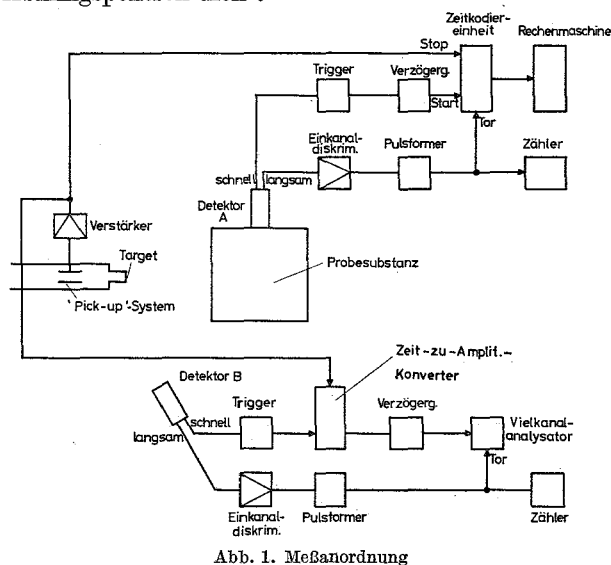 Zeitkodier-
einheit
Rechenmaschine
Stop
Trigger
Verzögerg.
Start
Tor
Einkanal-
diskrim.
Pulsformer
Zähler
schnell
langsam
Detektor
A
Verstärker
Target
Probesubstanz
'Pick-up'-System
Zeit-zu-Amplit.-
Konverter
Detektor B
Trigger
Verzögerg.
schnell
Vielkanal-
analysator
langsam
Tor
Einkanal-
diskrim.
Pulsformer
Zähler
Abb. 1. Meßanordnung